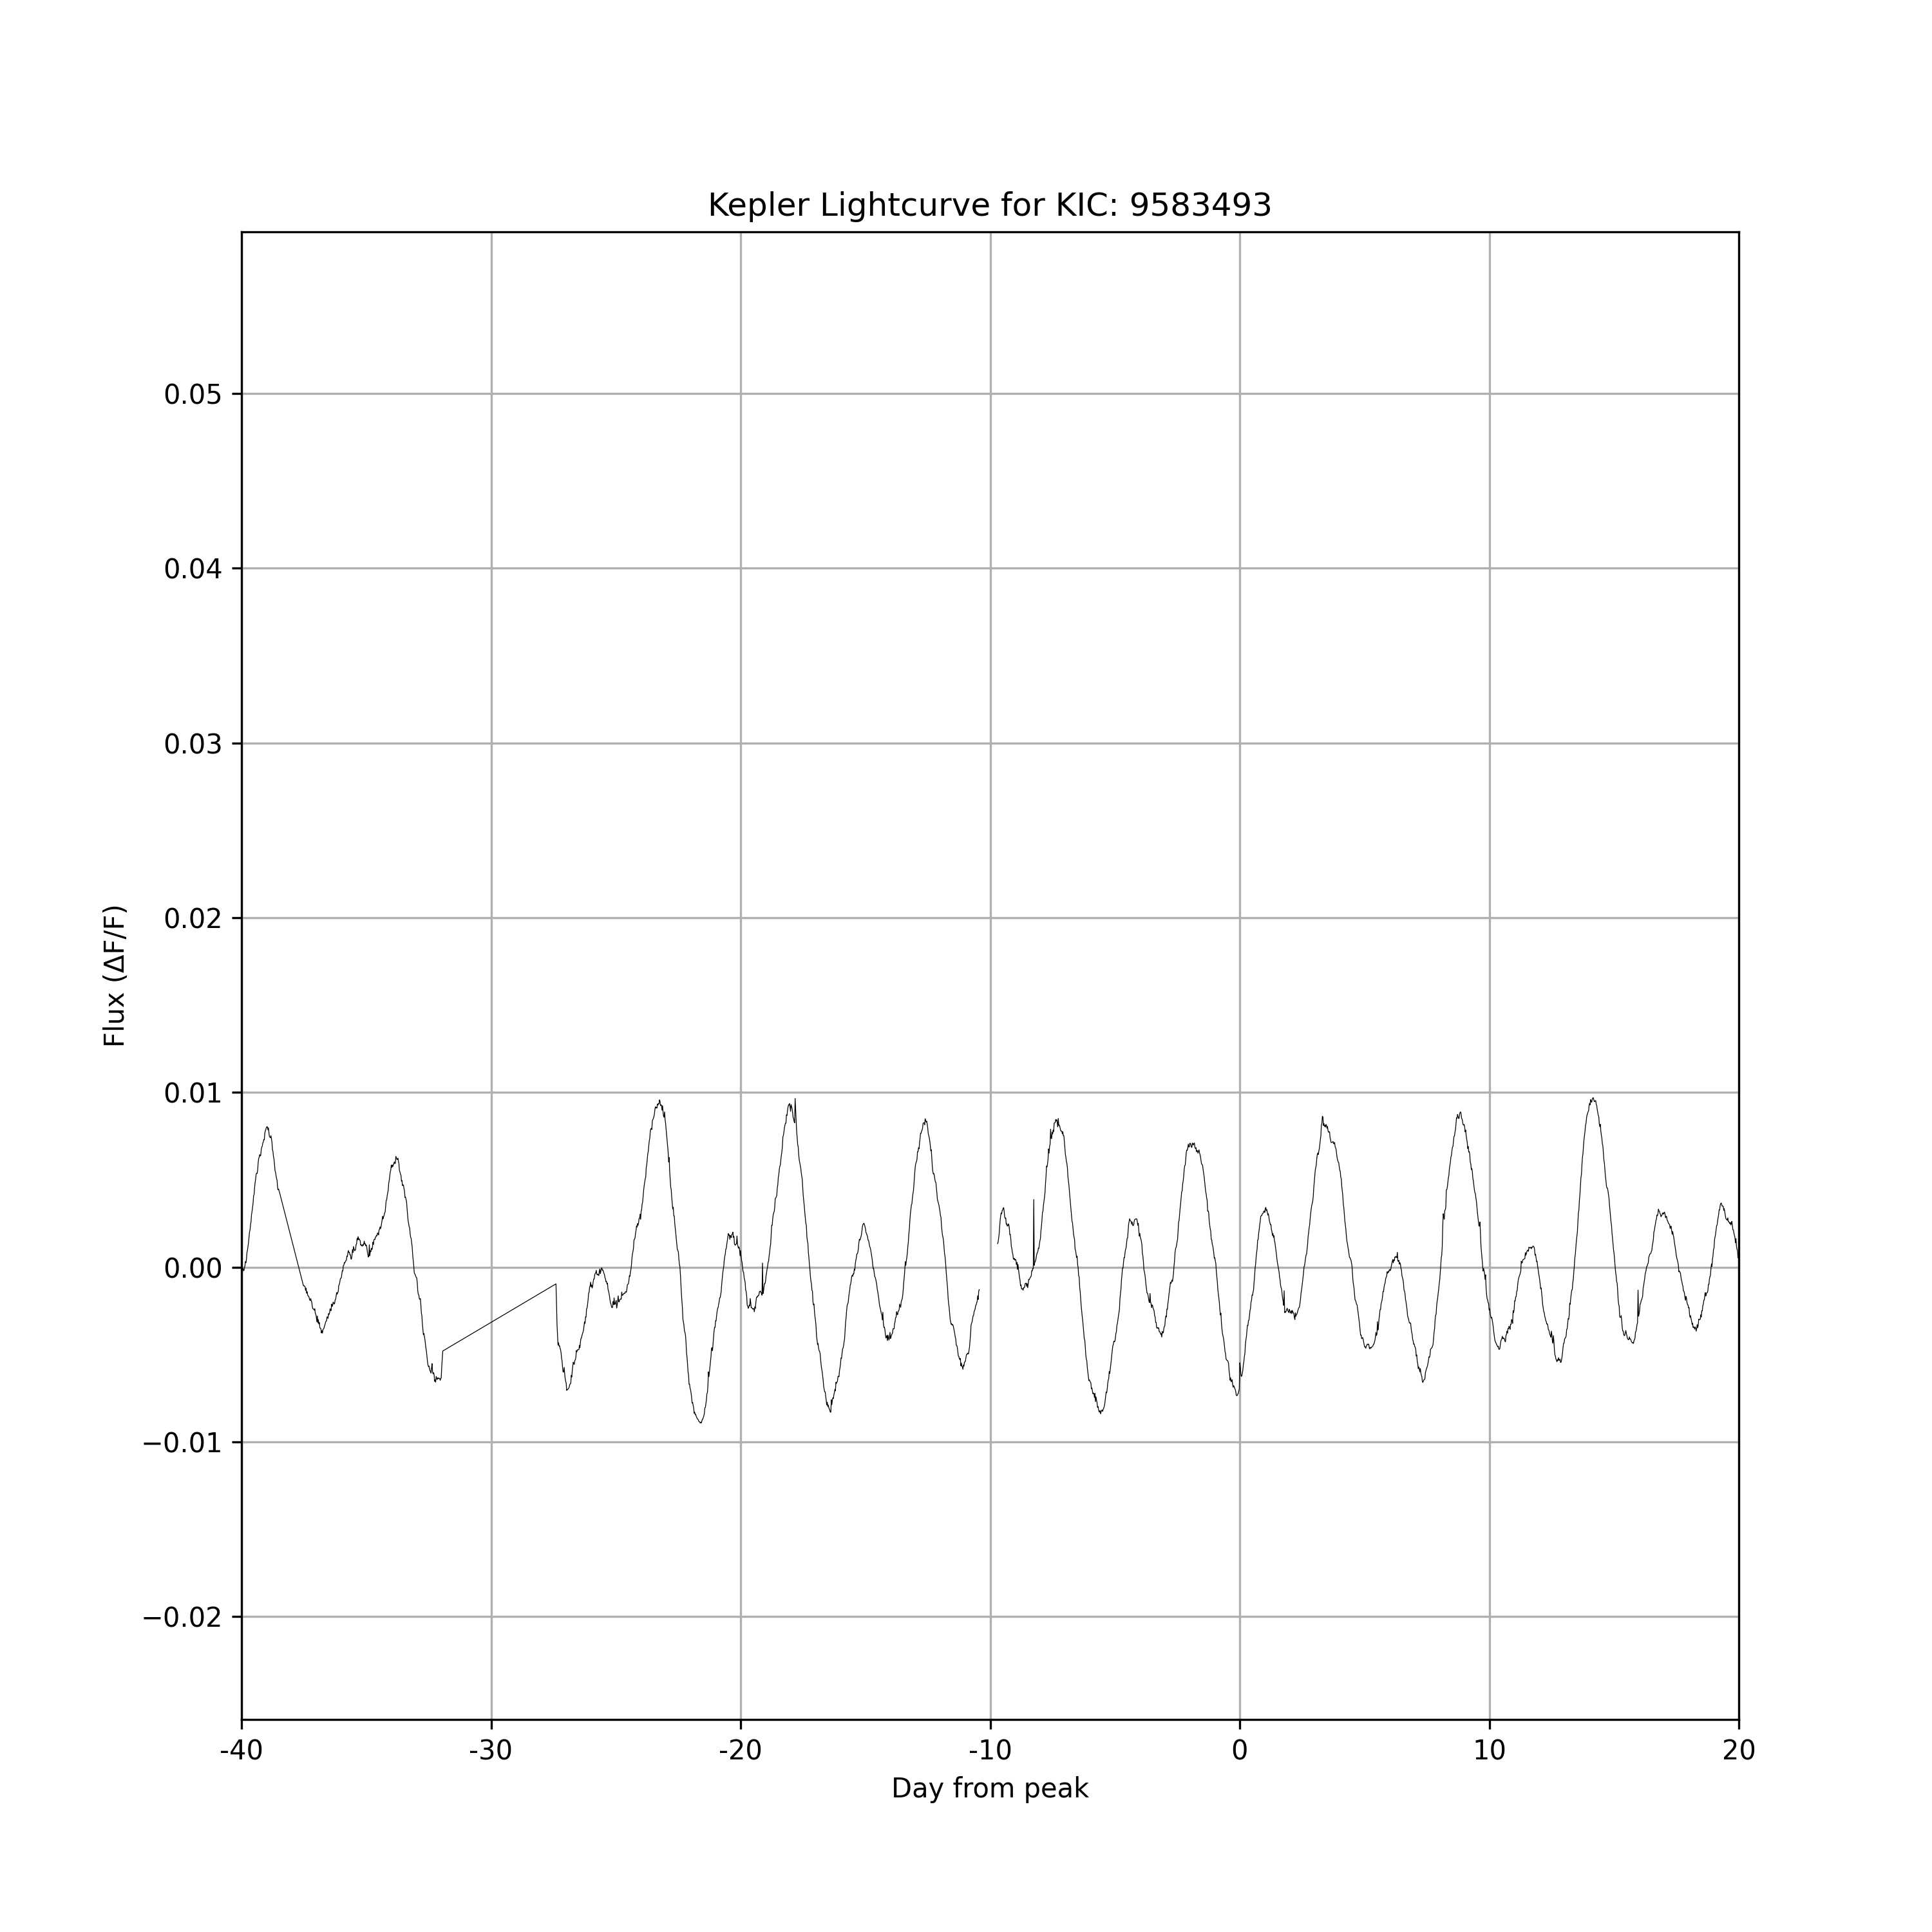 Kepler Lightcurve for KIC: 9583493
Flux (ΔF/F)
0.05
0.04
0.03
0.02
0.01
0.00
−0.01
−0.02
-40 -30 -20 -10 0 10 20
Day from peak